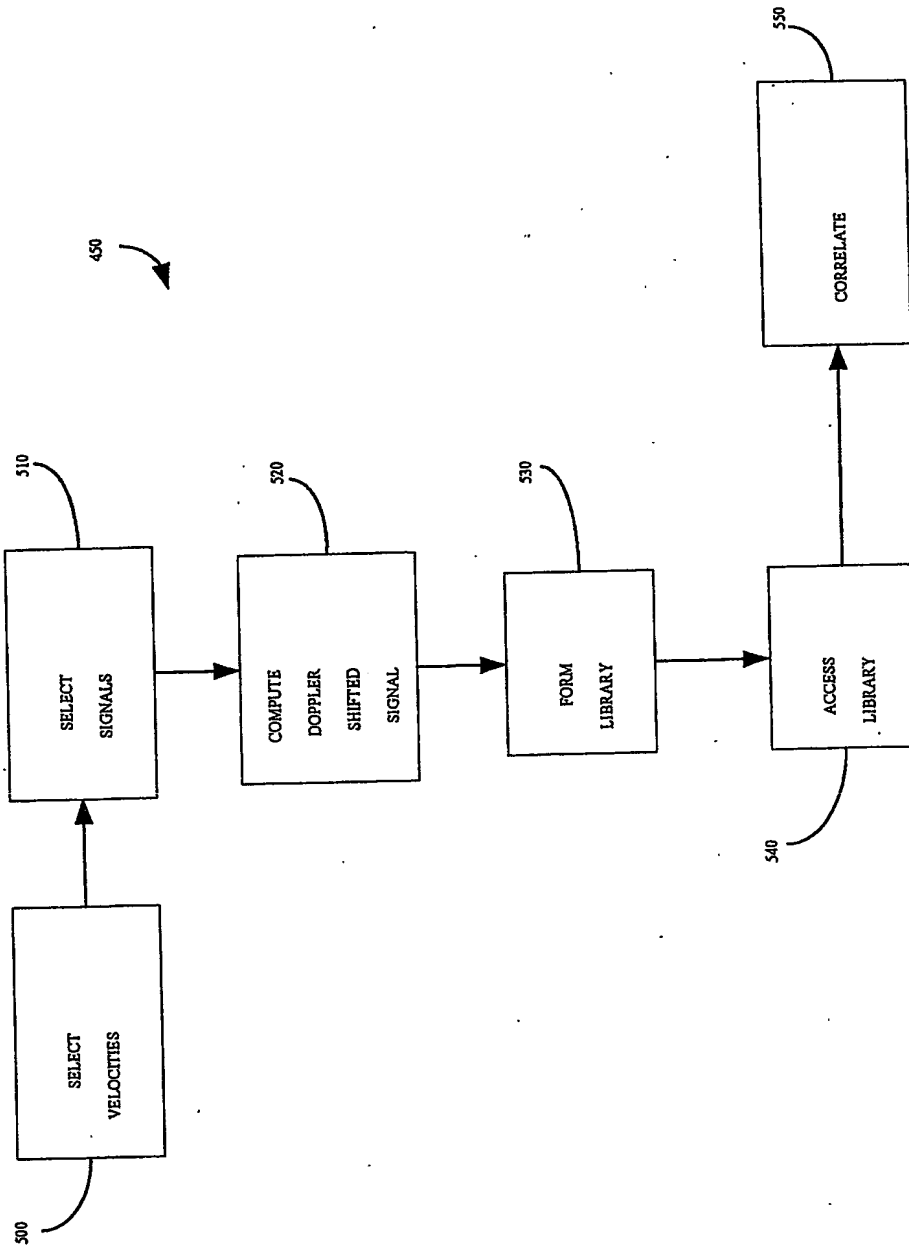 500
SELECT
VELOCITIES
510
SELECT
SIGNALS
450
520
COMPUTE
DOPPLER
SHIFTED
SIGNAL
530
FORM
LIBRARY
540
ACCESS
LIBRARY
550
CORRELATE